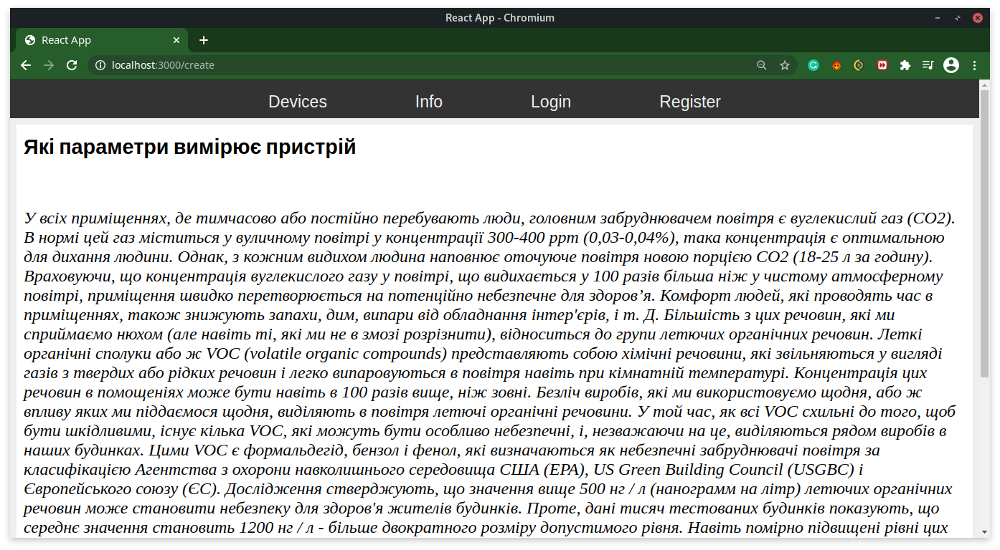 React App - Chromium
React App
localhost:3000/create
Devices Info Login Register
Які параметри вимірює пристрій
У всіх приміщеннях, де тимчасово або постійно перебувають люди, головним забруднювачем повітря є вуглекислий газ (СО2).
В нормі цей газ міститься у вуличному повітрі у концентрації 300-400 ррт (0,03-0,04%), така концентрація є оптимальною
для дихання людини. Однак, з кожним видихом людина наповнює оточуюче повітря новою порцією СО2 (18-25 л за годину).
Враховуючи, що концентрація вуглекислого газу у повітрі, що видихається у 100 разів більша ніж у чистому атмосферному
повітрі, приміщення швидко перетворюється на потенційно небезпечне для здоров’я. Комфорт людей, які проводять час в
приміщеннях, також знижують запахи, дим, випари від обладнання інтер'єрів, і т. Д. Більшість з цих речовин, які ми
сприймаємо нюхом (але навіть ті, які ми не в змозі розрізнити), відноситься до групи летючих органічних речовин. Леткі
органічні сполуки або ж VOC (volatile organic compounds) представляють собою хімічні речовини, які звільняються у вигляді
газів з твердих або рідких речовин і легко випаровуються в повітря навіть при кімнатній температурі. Концентрація цих
речовин в помощеніях може бути навіть в 100 разів вище, ніж зовні. Безліч виробів, які ми використовуємо щодня, або ж
впливу яких ми піддаємося щодня, виділяють в повітря летючі органічні речовини. У той час, як всі VOC схильні до того, щоб
бути шкідливими, існує кілька VOC, які можуть бути особливо небезпечні, і, незважаючи на це, виділяються рядом виробів в
наших будинках. Цими VOC є формальдегід, бензол і фенол, які визначаються як небезпечні забруднювачі повітря за
класифікацією Агентства з охорони навколишнього середовища США (EPA), US Green Building Council (USGBC) і
Європейського союзу (ЄС). Дослідження стверджують, що значення вище 500 нг / л (нанограмм на літр) летючих органічних
речовин може становити небезпеку для здоров'я жителів будинків. Проте, дані тисяч тестованих будинків показують, що
середнє значення становить 1200 нг / л - більше двократного розміру допустимого рівня. Навіть помірно підвищені рівні цих